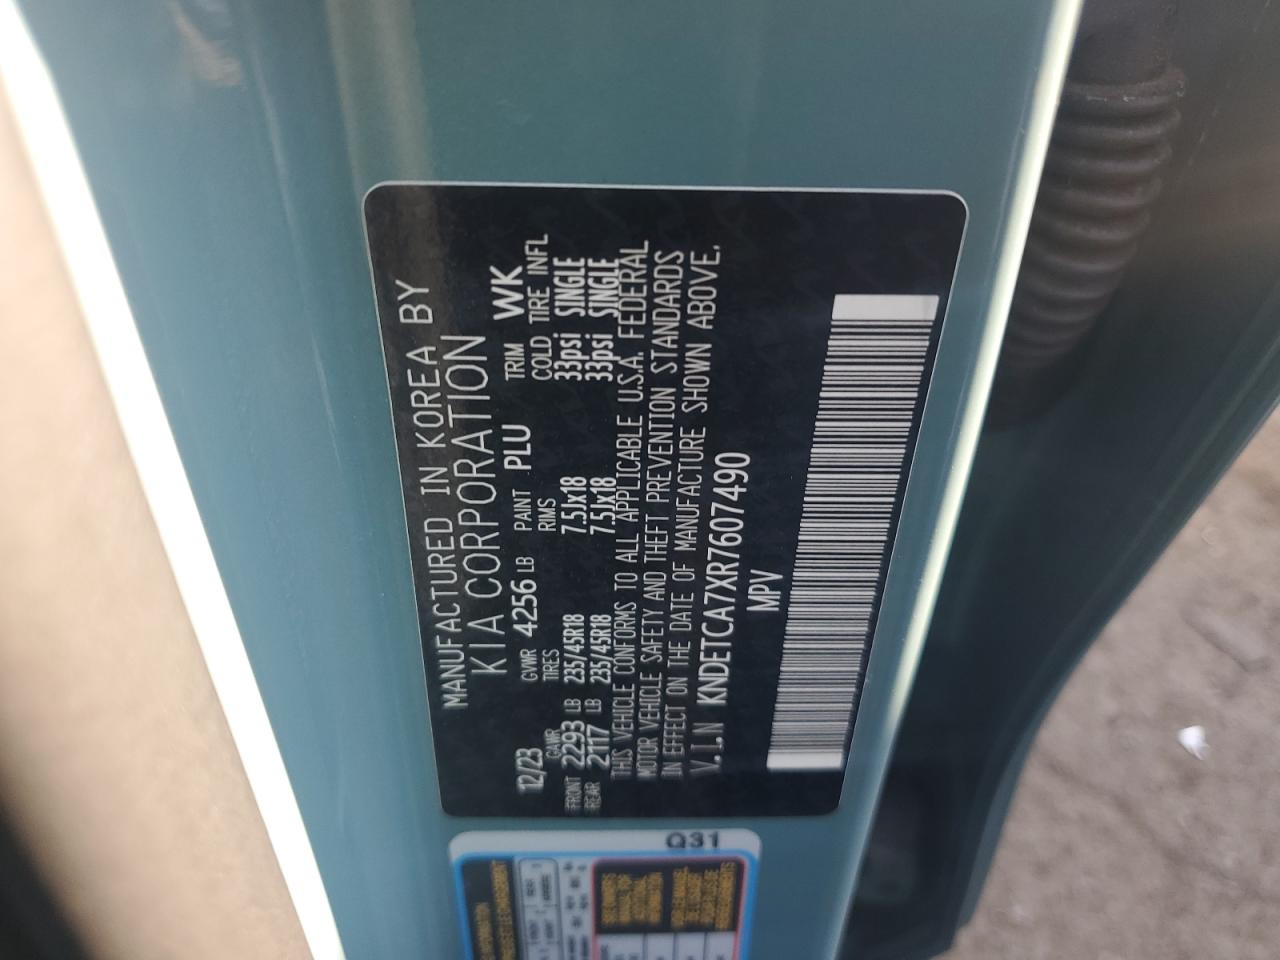 MANUFACTURED IN KOREA BY
KIA CORPORATION
12/23 GVWR 4256 LB PAINT PLU TRIM WK
GAWR TIRES RIMS COLD TIRE INFL
FRONT 2293 LB 235/45R18 7.5Jx18 33psi SINGLE
REAR 2117 LB 235/45R18 7.5Jx18 33psi SINGLE
THIS VEHICLE CONFORMS TO ALL APPLICABLE U.S.A. FEDERAL
MOTOR VEHICLE SAFETY AND THEFT PREVENTION STANDARDS
IN EFFECT ON THE DATE OF MANUFACTURE SHOWN ABOVE.
V.I.N KNDETCA7XR7607490
MPV
Q31